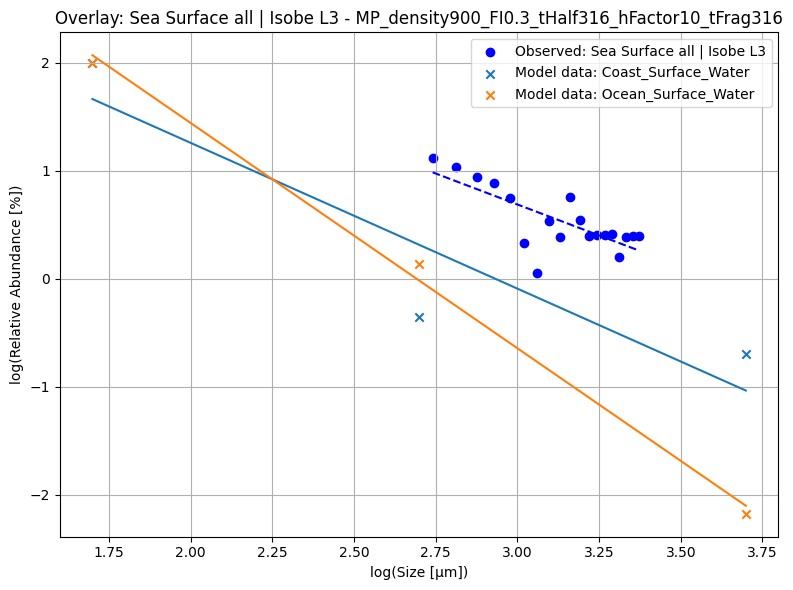 Overlay: Sea Surface all | Isobe L3 - MP_density900_FI0.3_tHalf316_hFactor10_tFrag316
Observed: Sea Surface all | Isobe L3
Model data: Coast_Surface_Water
Model data: Ocean_Surface_Water
log(Relative Abundance [%])
2
1
0
−1
−2
1.75
2.00
2.25
2.50
2.75
3.00
3.25
3.50
3.75
log(Size [μm])